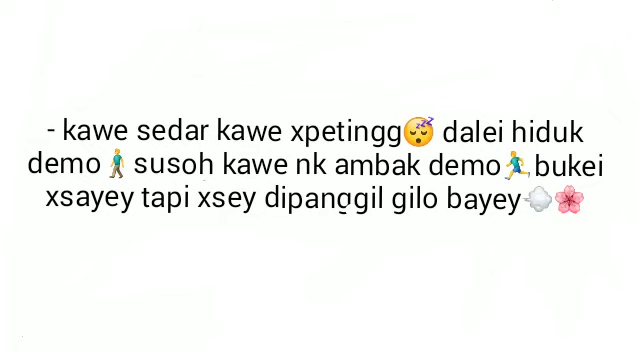 - kawe sedar kawe xpetingg😴 dalei hiduk
demo🚶‍♂️susoh kawe nk ambak demo🏃‍♂️bukei
xsayey tapi xsey dipanggil gilo bayey💨🌸